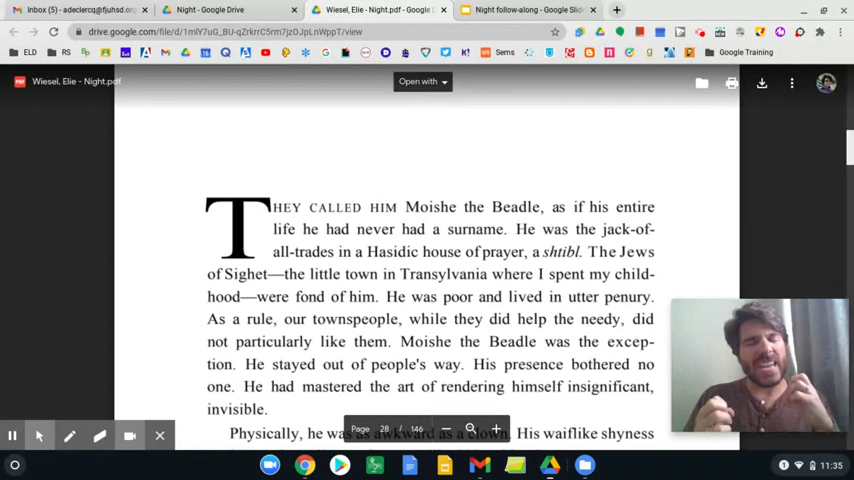 Inbox (51) - adeclercq@fjuhsd.org
Night - Google Drive
Wiesel, Elie - Night.pdf - Google D
Night follow-along - Google Slide
drive.google.com/file/d/1mlY7uG_BU-qZrkrrC5rm7jzOJpLnWppT/view
ELD
RS
Sems
Google Training
PDF
Wiesel, Elie - Night.pdf
Open with
THEY CALLED HIM Moishe the Beadle, as if his entire
life he had never had a surname. He was the jack-of-
all-trades in a Hasidic house of prayer, a shtibl. The Jews
of Sighet—the little town in Transylvania where I spent my child-
hood—were fond of him. He was poor and lived in utter penury.
As a rule, our townspeople, while they did help the needy, did
not particularly like them. Moishe the Beadle was the excep-
tion. He stayed out of people's way. His presence bothered no
one. He had mastered the art of rendering himself insignificant,
invisible.
Physically, he was as awkward as a clown. His waiflike shyness
Page 28 / 146
1
11:35